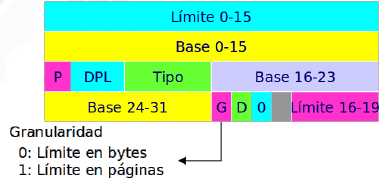 Límite 0-15
Base 0-15
P DPL Tipo Base 16-23
Base 24-31 G D 0 Límite 16-19
Granularidad
0: Límite en bytes
1: Límite en páginas